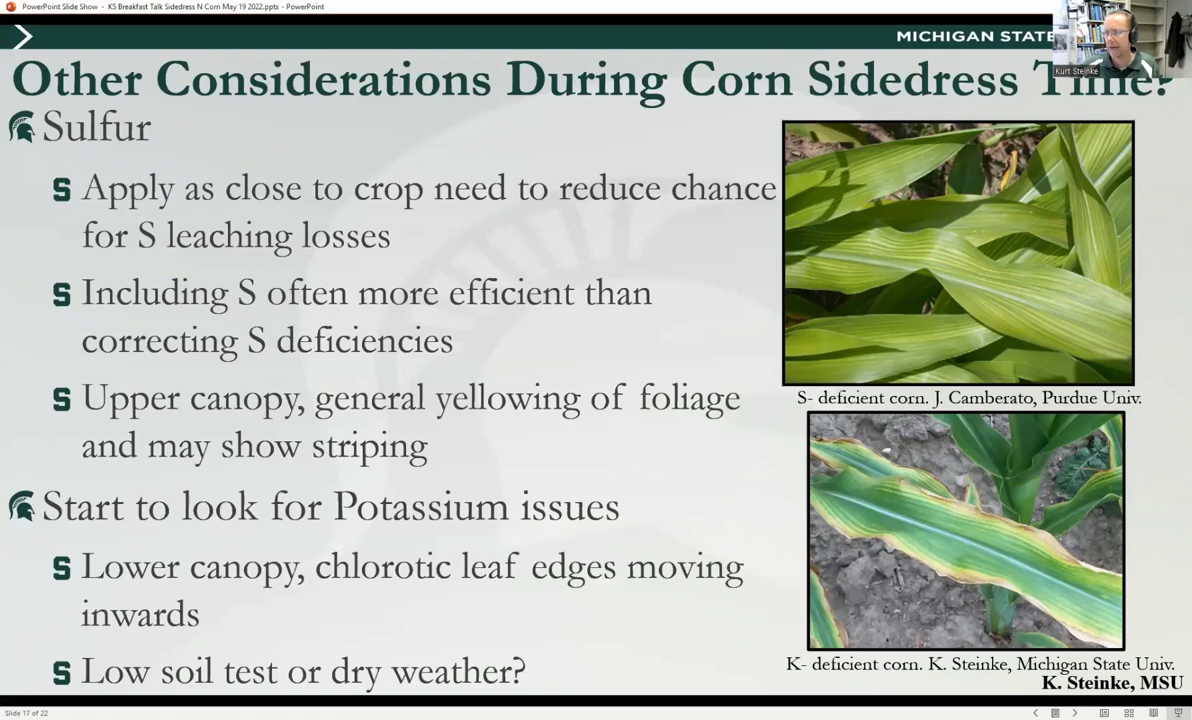 PowerPoint Slide Show - KS Breakfast Talk Sidedress N Corn May 19 2022.pptx - PowerPoint
MICHIGAN STATE
Kurt Steinke
Other Considerations During Corn Sidedress Time?
Sulfur
S Apply as close to crop need to reduce chance
for S leaching losses
S Including S often more efficient than
correcting S deficiencies
S Upper canopy, general yellowing of foliage
and may show striping
S- deficient corn. J. Camberato, Purdue Univ.
Start to look for Potassium issues
S Lower canopy, chlorotic leaf edges moving
inwards
S Low soil test or dry weather?
K- deficient corn. K. Steinke, Michigan State Univ.
K. Steinke, MSU
Slide 17 of 22